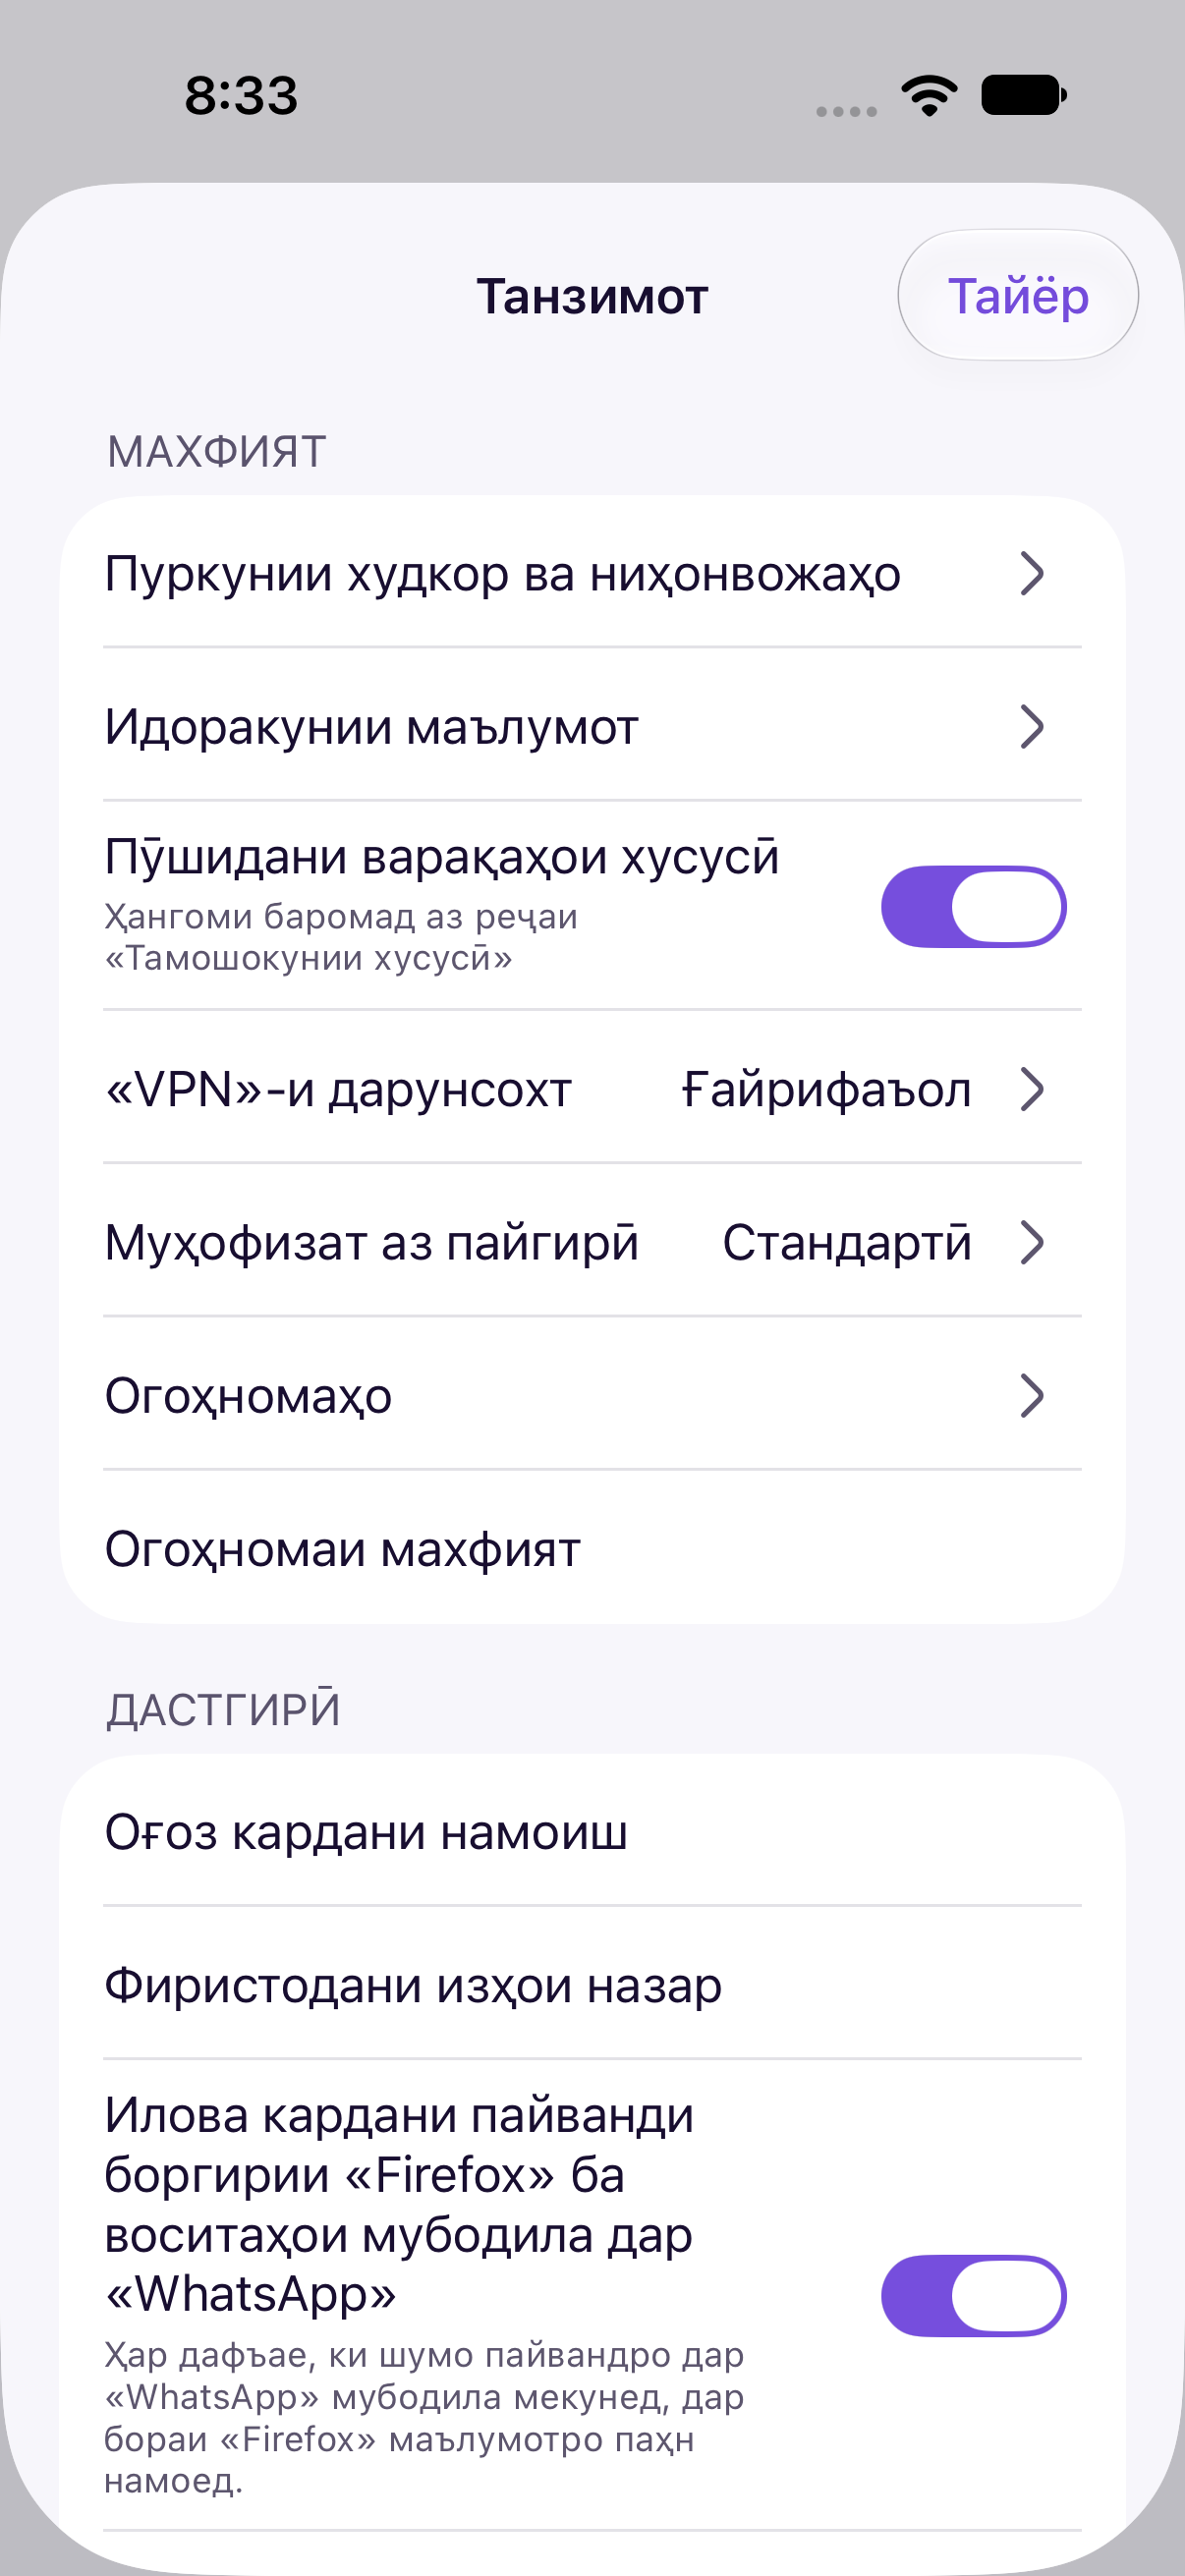 8:33
Танзимот
Тайёр
МАХФИЯТ
Пуркунии худкор ва ниҳонвожаҳо
Идоракунии маълумот
Пӯшидани варақаҳои хусусӣ
Ҳангоми баромад аз реҷаи
«Тамошокунии хусусӣ»
«VPN»-и дарунсохт Ғайрифаъол
Муҳофизат аз пайгирӣ Стандартӣ
Огоҳномаҳо
Огоҳномаи махфият
ДАСТГИРӢ
Оғоз кардани намоиш
Фиристодани изҳои назар
Илова кардани пайванди
боргирии «Firefox» ба
воситаҳои мубодила дар
«WhatsApp»
Ҳар дафъае, ки шумо пайвандро дар
«WhatsApp» мубодила мекунед, дар
бораи «Firefox» маълумотро паҳн
намоед.